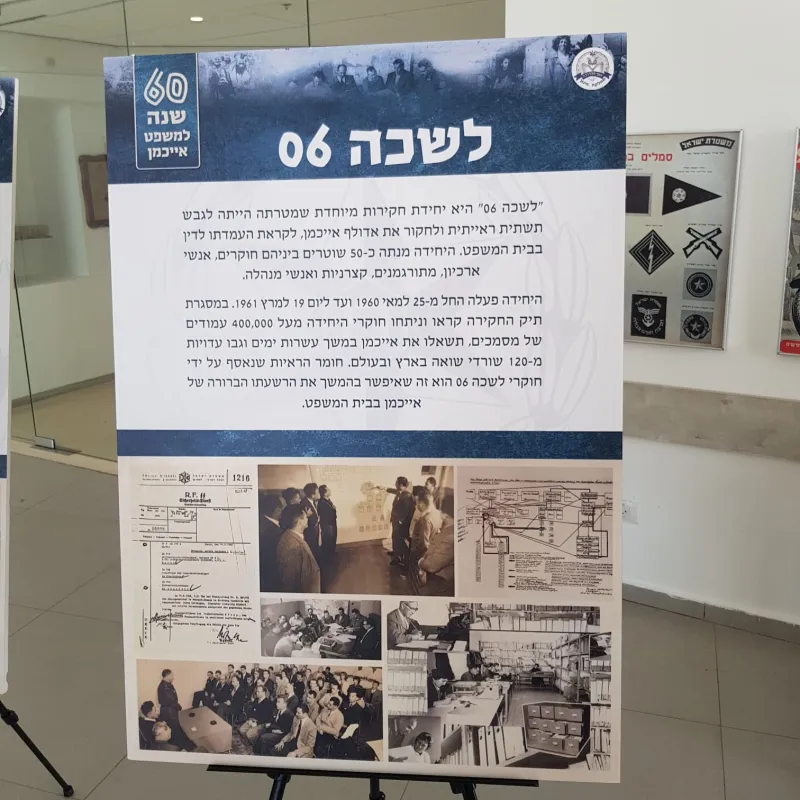 60
שנה
למשפט
אייכמן
לשכה 06
"לשכה 06" היא יחידת חקירות מיוחדת שמטרתה הייתה לגבש
תשתית ראייתית ולחקור את אדולף אייכמן, לקראת העמדתו לדין
בבית המשפט. היחידה מנתה כ-50 שוטרים ביניהם חוקרים, אנשי
ארכיון, מתורגמנים, קצרניות ואנשי מנהלה.
היחידה פעלה החל מ-25 למאי 1960 ועד ליום 19 למרץ 1961. במסגרת
תיק החקירה קראו וניתחו חוקרי היחידה מעל 400,000 עמודים
של מסמכים, תשאלו את אייכמן במשך עשרות ימים וגבו עדויות
מ-120 שורדי שואה בארץ ובעולם. חומר הראיות שנאסף על ידי
חוקרי לשכה 06 הוא זה שאיפשר בהמשך את הרשעתו הברורה של
אייכמן בבית המשפט.
1216
משטרת ישראל
סמלים